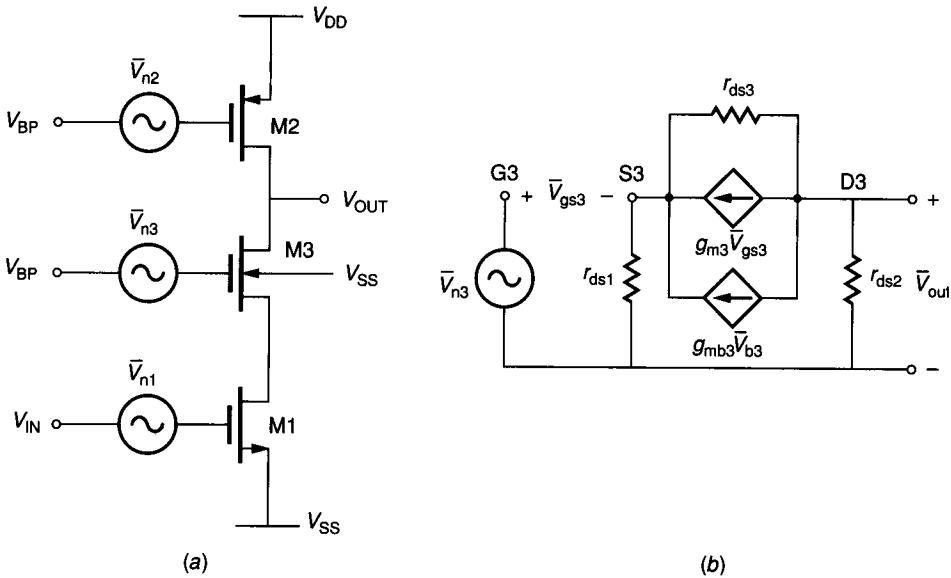 V_DD
V̅_n2
V_BP
M2
V_OUT
V̅_n3
V_BP
M3
V_SS
V̅_n1
V_IN
M1
V_SS
(a)
r_ds3
G3
+ V̅_gs3 −
S3
D3
+
g_m3V̅_gs3
V̅_n3
r_ds1
r_ds2
V̅_out
g_mb3V̅_b3
−
(b)